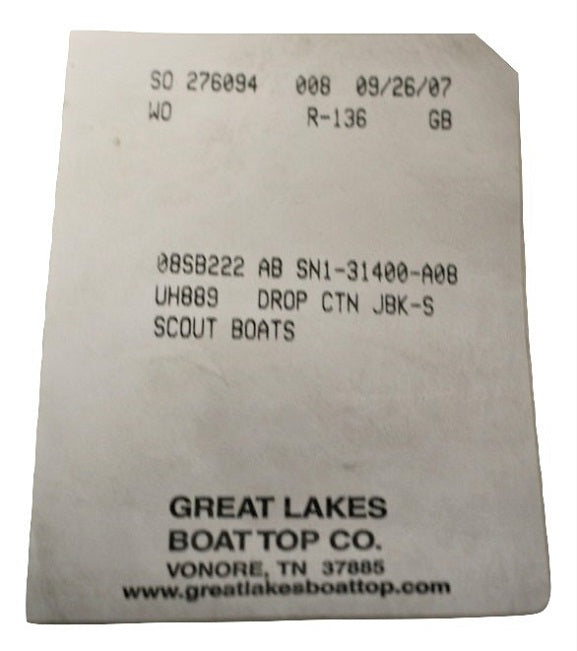 SO 276094 008 09/26/07
WO R-136 GB
08SB222 AB SN1-31400-A08
UH889 DROP CTN JBK-S
SCOUT BOATS
GREAT LAKES
BOAT TOP CO.
VONORE, TN 37885
www.greatlakesboattop.com